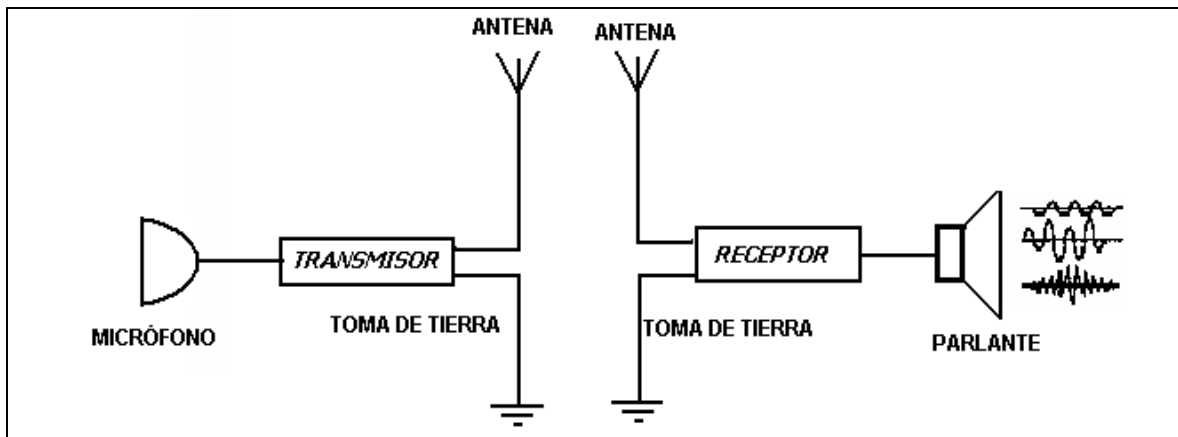 ANTENA
ANTENA
TRANSMISOR
RECEPTOR
MICRÓFONO
TOMA DE TIERRA
TOMA DE TIERRA
PARLANTE